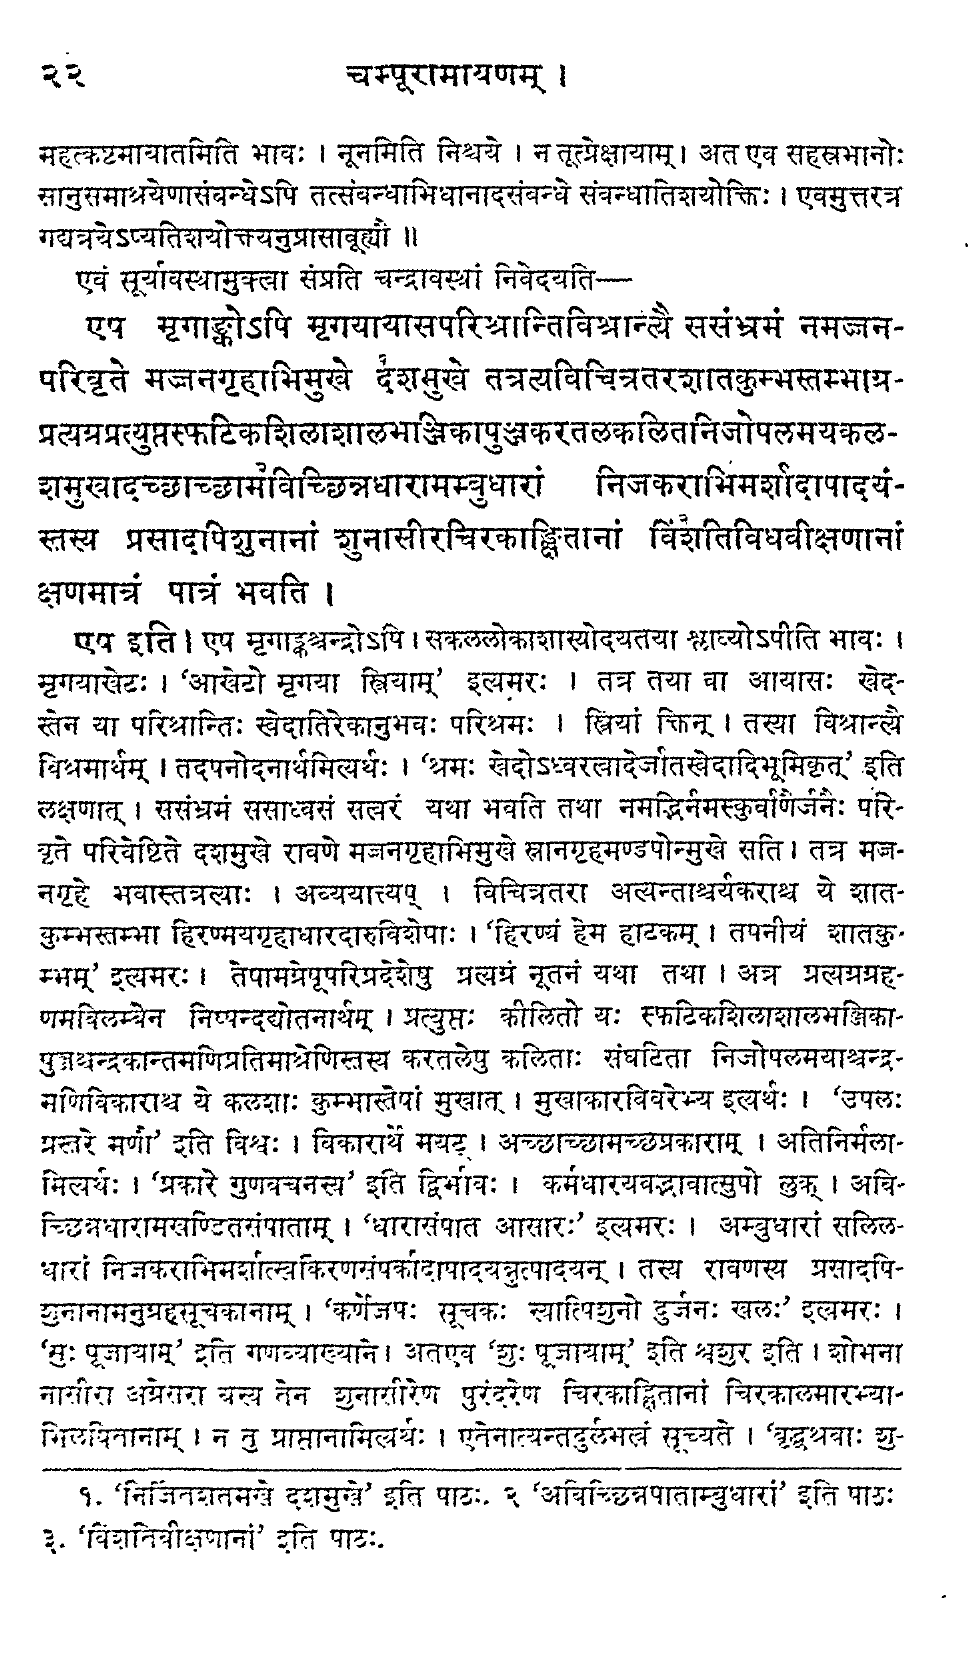 २२ चम्पूरामायणम् ।
महत्कष्टमायातमिति भावः । नूनमिति निश्चये । न तूत्प्रेक्षायाम् । अत एव सहस्रभानोः
सानुसमाश्रयेणासंबन्धेऽपि तत्संबन्धाभिधानादसंबन्धे संबन्धातिशयोक्तिः । एवमुत्तरत्र
गद्यत्रयेऽप्यतिशयोक्त्यनुप्रासावूह्यौ ॥
एवं सूर्यावस्थामुक्त्वा संप्रति चन्द्रावस्थां निवेदयति—
एष मृगाङ्कोऽपि मृगयायासपरिश्रान्तिविश्रान्त्यै ससंभ्रमं नमज्जन-
परिवृते मज्जनगृहाभिमुखे दशमुखे तत्रत्यविचित्रतरशातकुम्भस्तम्भाग्र-
प्रत्यग्रप्रत्युप्तस्फटिकशिलाशालभञ्जिकापुञ्जकरतलकलितनिजोपलमयकल-
शमुखादच्छाच्छामविच्छिन्नधारामम्बुधारां निजकराभिमर्शादापादयं-
स्तस्य प्रसादपिशुनानां शुनासीरचिरकाङ्क्षितानां विंशतिविधवीक्षणानां
क्षणमात्रं पात्रं भवति ।
एष इति । एष मृगाङ्कश्चन्द्रोऽपि । सकललोकाशास्योदयतया श्लाघ्योऽपीति भावः ।
मृगयाखेटः । 'आखेटो मृगया स्त्रियाम्' इत्यमरः । तत्र तया वा आयासः खेद-
स्तेन या परिश्रान्तिः खेदातिरेकानुभवः परिश्रमः । स्त्रियां क्तिन् । तस्या विश्रान्त्यै
विश्रमार्थम् । तदपनोदनार्थमित्यर्थः । 'श्रमः खेदोऽध्वरत्यादेर्जातखेदादिभूमिकृत्' इति
लक्षणात् । ससंभ्रमं ससाध्वसं सत्वरं यथा भवति तथा नमद्भिर्नमस्कुर्वाणैर्जनैः परि-
वृते परिवेष्टिते दशमुखे रावणे मज्जनगृहाभिमुखे स्नानगृहमण्डपोन्मुखे सति । तत्र मज्ज-
नगृहे भवास्तत्रत्याः । अव्ययात्त्यप् । विचित्रतरा अत्यन्ताश्चर्यकराश्च ये शात-
कुम्भस्तम्भा हिरण्मयगृहाधारदारुविशेषाः । 'हिरण्यं हेम हाटकम् । तपनीयं शातकु-
म्भम्' इत्यमरः । तेषामग्रेषूपरिप्रदेशेषु प्रत्यग्रं नूतनं यथा तथा । अत्र प्रत्यग्रग्रह-
णमविलम्बेन निष्पन्दद्योतनार्थम् । प्रत्युप्तः कीलितो यः स्फटिकशिलाशालभञ्जिका-
पुञ्जश्चन्द्रकान्तमणिप्रतिमाश्रेणिस्तस्य करतलेषु कलिताः संघटिता निजोपलमयाश्चन्द्र-
मणिविकाराश्च ये कलशाः कुम्भास्तेषां मुखात् । मुखाकारविवरेभ्य इत्यर्थः । 'उपलः
प्रस्तरे मणौ' इति विश्वः । विकारार्थे मयट् । अच्छाच्छामच्छप्रकाराम् । अतिनिर्मला-
मित्यर्थः । 'प्रकारे गुणवचनस्य' इति द्विर्भावः । कर्मधारयवद्भावात्सुपो लुक् । अवि-
च्छिन्नधारामखण्डितसंपाताम् । 'धारासंपात आसारः' इत्यमरः । अम्बुधारां सलिल-
धारां निजकराभिमर्शात्स्वकिरणसंपर्कादापादयन्नुत्पादयन् । तस्य रावणस्य प्रसादपि-
शुनानामनुग्रहसूचकानाम् । 'कर्णेजपः सूचकः स्यात्पिशुनो दुर्जनः खलः' इत्यमरः ।
'सुः पूजायाम्' इति गणव्याख्याने । अतएव 'शुः पूजायाम्' इति श्वशुर इति । शोभना
नासीरा अग्रेसरा यस्य तेन शुनासीरेण पुरंदरेण चिरकाङ्क्षितानां चिरकालमारभ्या-
भिलषितानाम् । न तु प्राप्तानामित्यर्थः । एतेनात्यन्तदुर्लभत्वं सूच्यते । 'वृद्धश्रवाः शु-
१. 'निर्जितशतमखे दशमुखे' इति पाठः. २ 'अविच्छिन्नपाताम्बुधारां' इति पाठः
३. 'विंशतिवीक्षणानां' इति पाठः.